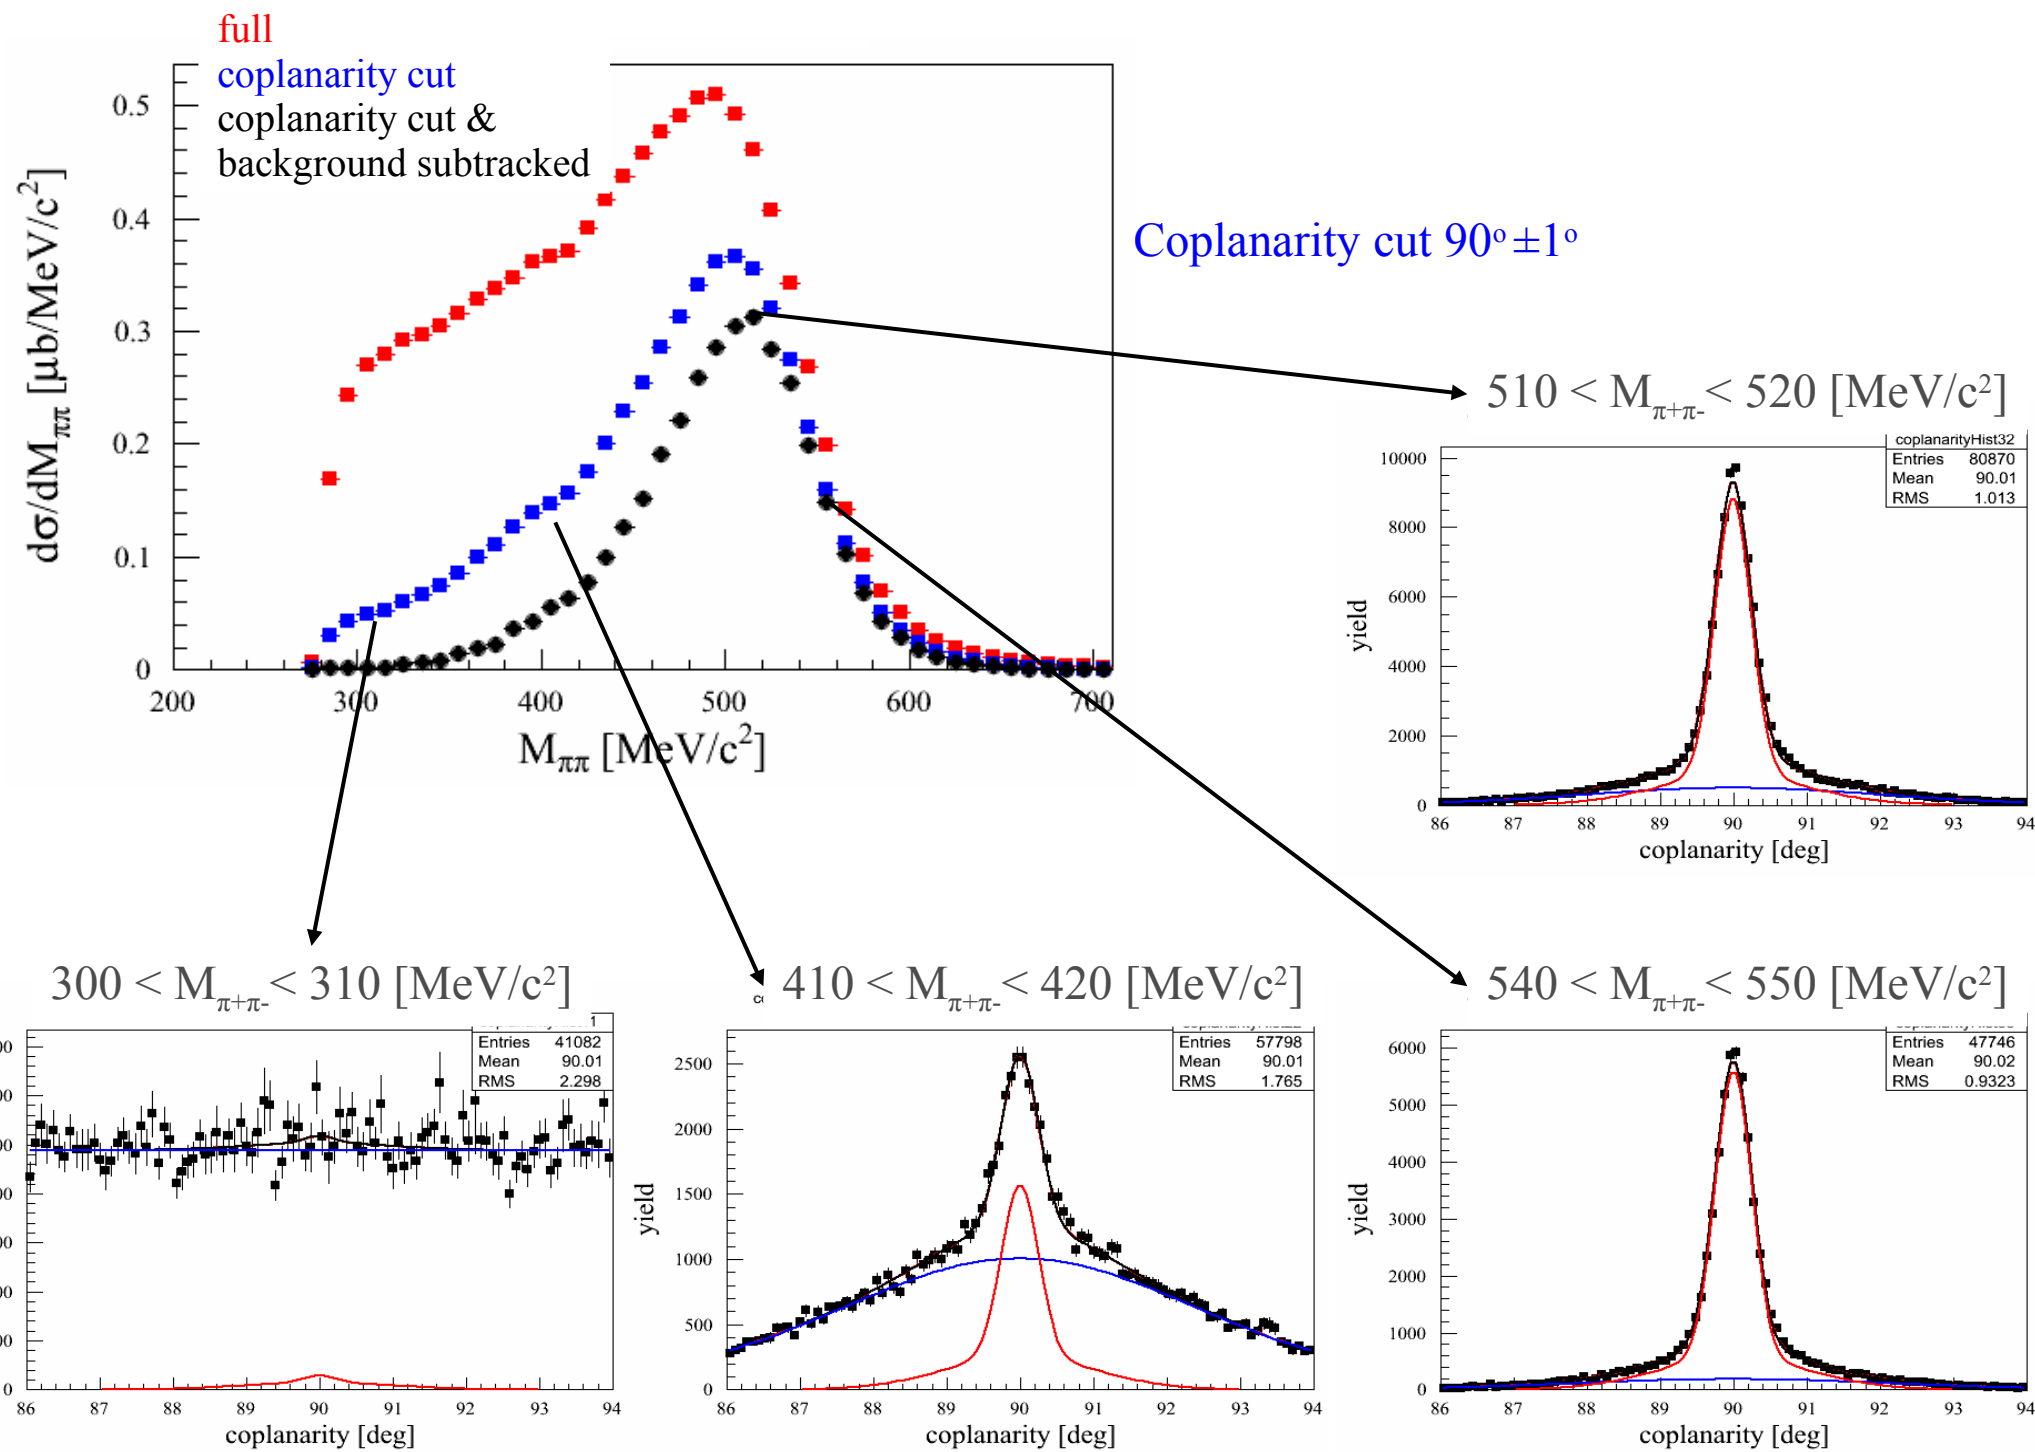 full
coplanarity cut
coplanarity cut &
background subtracked
dσ/dM_ππ [μb/MeV/c²]
0.5
0.4
0.3
0.2
0.1
0
200
300
400
500
600
700
M_ππ [MeV/c²]
Coplanarity cut 90º±1º
510 < M_π+π- < 520 [MeV/c²]
coplanarityHist32
Entries 80870
Mean 90.01
RMS 1.013
yield
10000
8000
6000
4000
2000
0
86 87 88 89 90 91 92 93 94
coplanarity [deg]
300 < M_π+π- < 310 [MeV/c²]
Entries 41082
Mean 90.01
RMS 2.298
0
86 87 88 89 90 91 92 93 94
coplanarity [deg]
410 < M_π+π- < 420 [MeV/c²]
Entries 57798
Mean 90.01
RMS 1.765
yield
2500
2000
1500
1000
500
0
86 87 88 89 90 91 92 93 94
coplanarity [deg]
540 < M_π+π- < 550 [MeV/c²]
Entries 47746
Mean 90.02
RMS 0.9323
yield
6000
5000
4000
3000
2000
1000
0
86 87 88 89 90 91 92 93 94
coplanarity [deg]